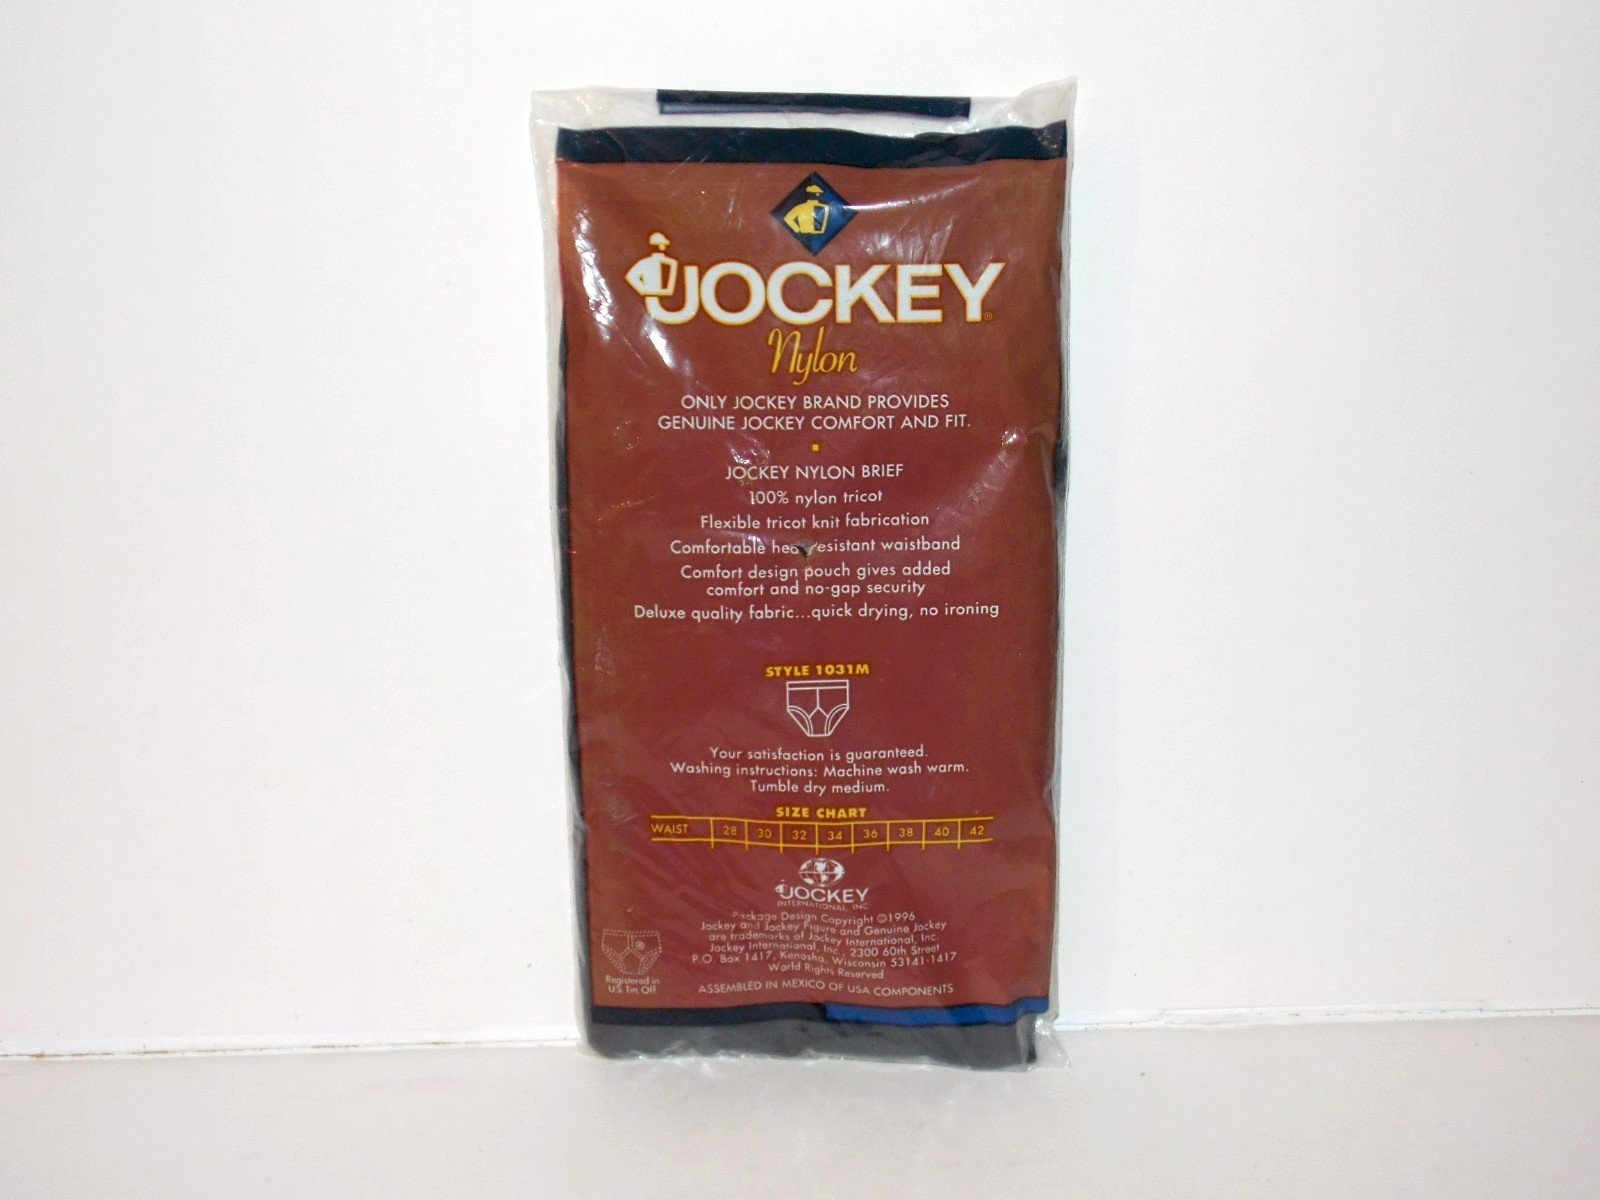 JOCKEY®
Nylon
ONLY JOCKEY BRAND PROVIDES
GENUINE JOCKEY COMFORT AND FIT.
JOCKEY NYLON BRIEF
100% nylon tricot
Flexible tricot knit fabrication
Comfortable waistband
Comfort design pouch gives added
comfort and no-gap security
Deluxe quality fabric...quick drying, no ironing
STYLE 1031M
Your satisfaction is guaranteed.
Washing instructions: Machine wash warm.
Tumble dry medium.
SIZE CHART
WAIST 28 30 32 34 36 38 40 42
JOCKEY
INTERNATIONAL, INC.
Package Design Copyright ©1996
Jockey and Jockey Figure and Genuine Jockey
are trademarks of Jockey International, Inc.
Jockey International, Inc., 2300 60th Street
P.O. Box 1417, Kenosha, Wisconsin 53141-1417
World Rights Reserved
ASSEMBLED IN MEXICO OF USA COMPONENTS
Registered in
U.S. Tm. Off.